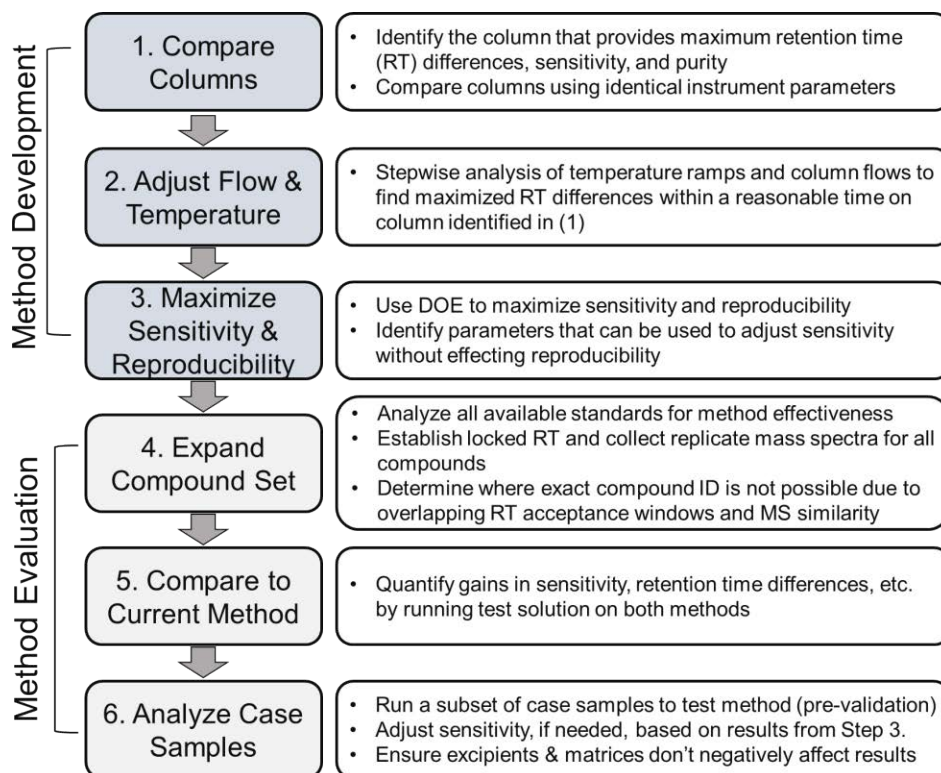 Method Development
1. Compare
Columns
• Identify the column that provides maximum retention time
(RT) differences, sensitivity, and purity
• Compare columns using identical instrument parameters
2. Adjust Flow &
Temperature
• Stepwise analysis of temperature ramps and column flows to
find maximized RT differences within a reasonable time on
column identified in (1)
3. Maximize
Sensitivity &
Reproducibility
• Use DOE to maximize sensitivity and reproducibility
• Identify parameters that can be used to adjust sensitivity
without effecting reproducibility
Method Evaluation
4. Expand
Compound Set
• Analyze all available standards for method effectiveness
• Establish locked RT and collect replicate mass spectra for all
compounds
• Determine where exact compound ID is not possible due to
overlapping RT acceptance windows and MS similarity
5. Compare to
Current Method
• Quantify gains in sensitivity, retention time differences, etc.
by running test solution on both methods
6. Analyze Case
Samples
• Run a subset of case samples to test method (pre-validation)
• Adjust sensitivity, if needed, based on results from Step 3.
• Ensure excipients & matrices don't negatively affect results